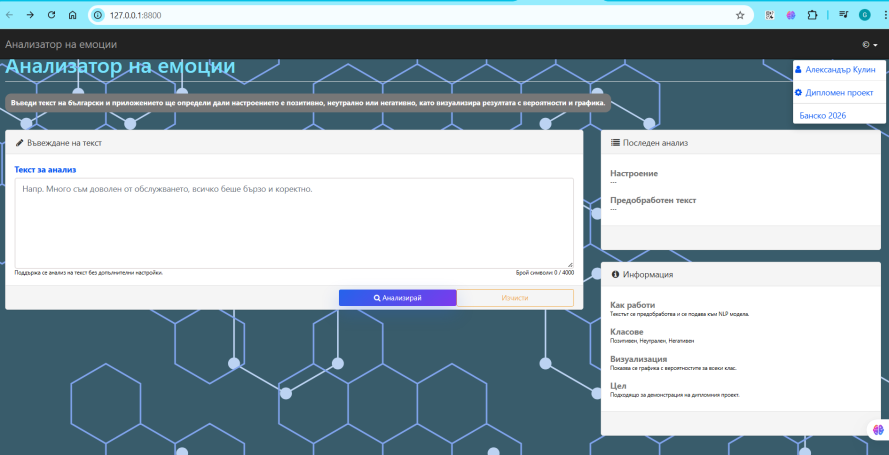 127.0.0.1:8800
G
Анализатор на емоции
©
Анализатор на емоции
Александър Кулин
Дипломен проект
Банско 2026
Въведи текст на български и приложението ще определи дали настроението е позитивно, неутрално или негативно, като визуализира резултата с вероятности и графика.
Въвеждане на текст
Текст за анализ
Напр. Много съм доволен от обслужването, всичко беше бързо и коректно.
Поддържа се анализ на текст без допълнителни настройки.
Брой символи: 0 / 4000
Анализирай
Изчисти
Последен анализ
Настроение
---
Предобработен текст
---
Информация
Как работи
Текстът се предобработва и се подава към NLP модела.
Класове
Позитивен, Неутрален, Негативен
Визуализация
Показва се графика с вероятностите за всеки клас.
Цел
Подходящо за демонстрация на дипломния проект.